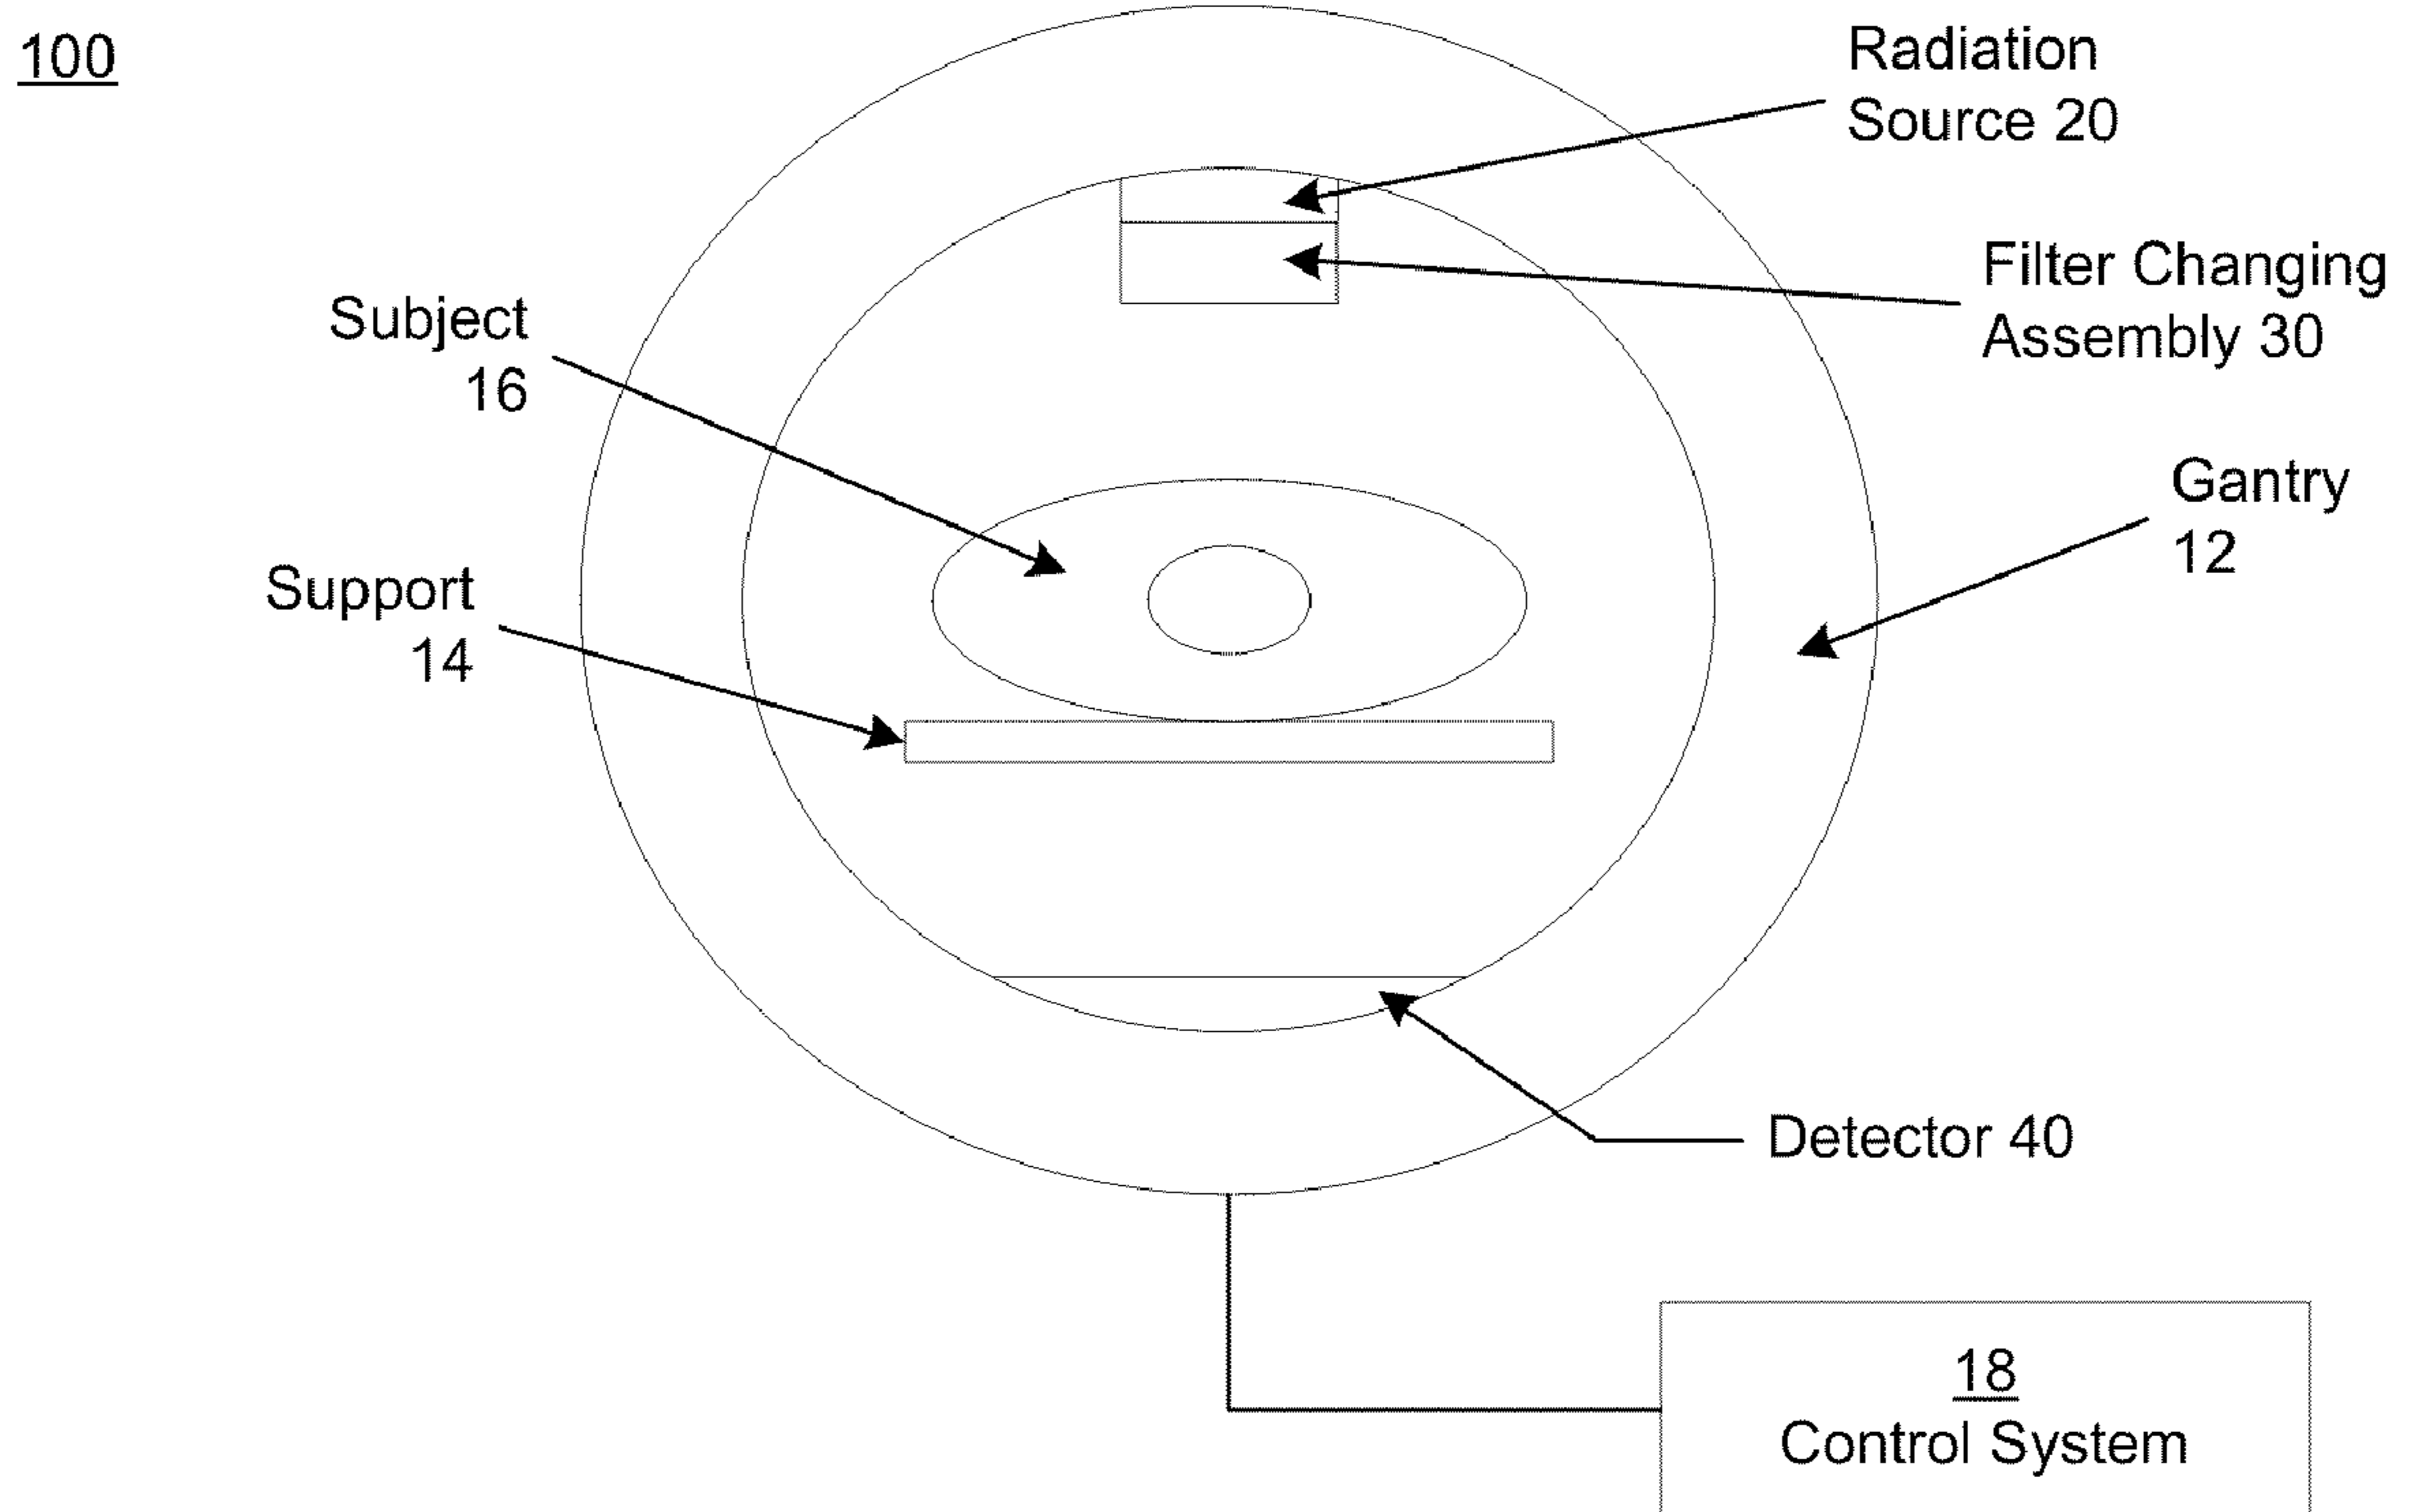 100
Radiation
Source 20
Filter Changing
Assembly 30
Subject
16
Gantry
12
Support
14
Detector 40
18
Control System